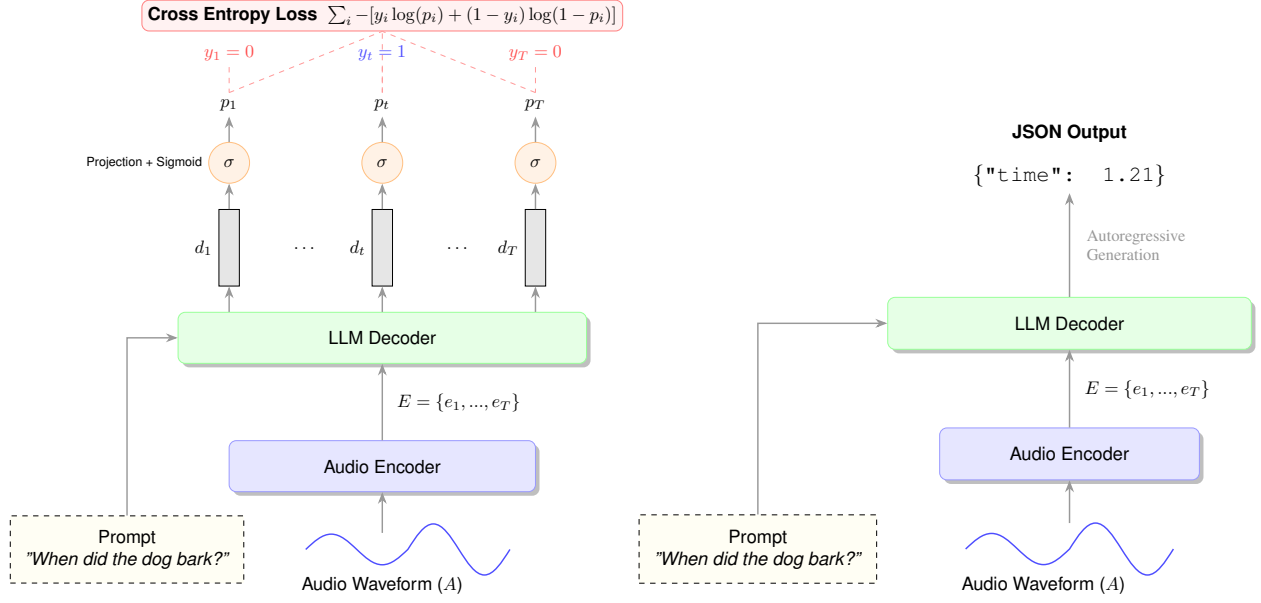 Cross Entropy Loss ∑ᵢ −[yᵢ log(pᵢ) + (1 − yᵢ) log(1 − pᵢ)]
y₁ = 0 yₜ = 1 y_T = 0
p₁ pₜ p_T
Projection + Sigmoid σ σ σ
d₁ ··· dₜ ··· d_T
LLM Decoder
E = {e₁, ..., e_T}
Audio Encoder
Prompt
"When did the dog bark?"
Audio Waveform (A)
JSON Output
{"time": 1.21}
Autoregressive
Generation
LLM Decoder
E = {e₁, ..., e_T}
Audio Encoder
Prompt
"When did the dog bark?"
Audio Waveform (A)